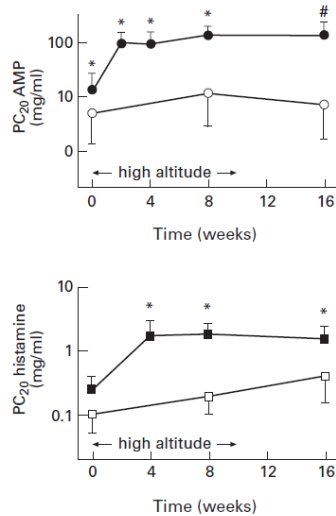 * * * * #
100
10
0
PC20 AMP
(mg/ml)
← high altitude →
0 4 8 12 16
Time (weeks)
* * *
10
1
0.1
PC20 histamine
(mg/ml)
← high altitude →
0 4 8 12 16
Time (weeks)